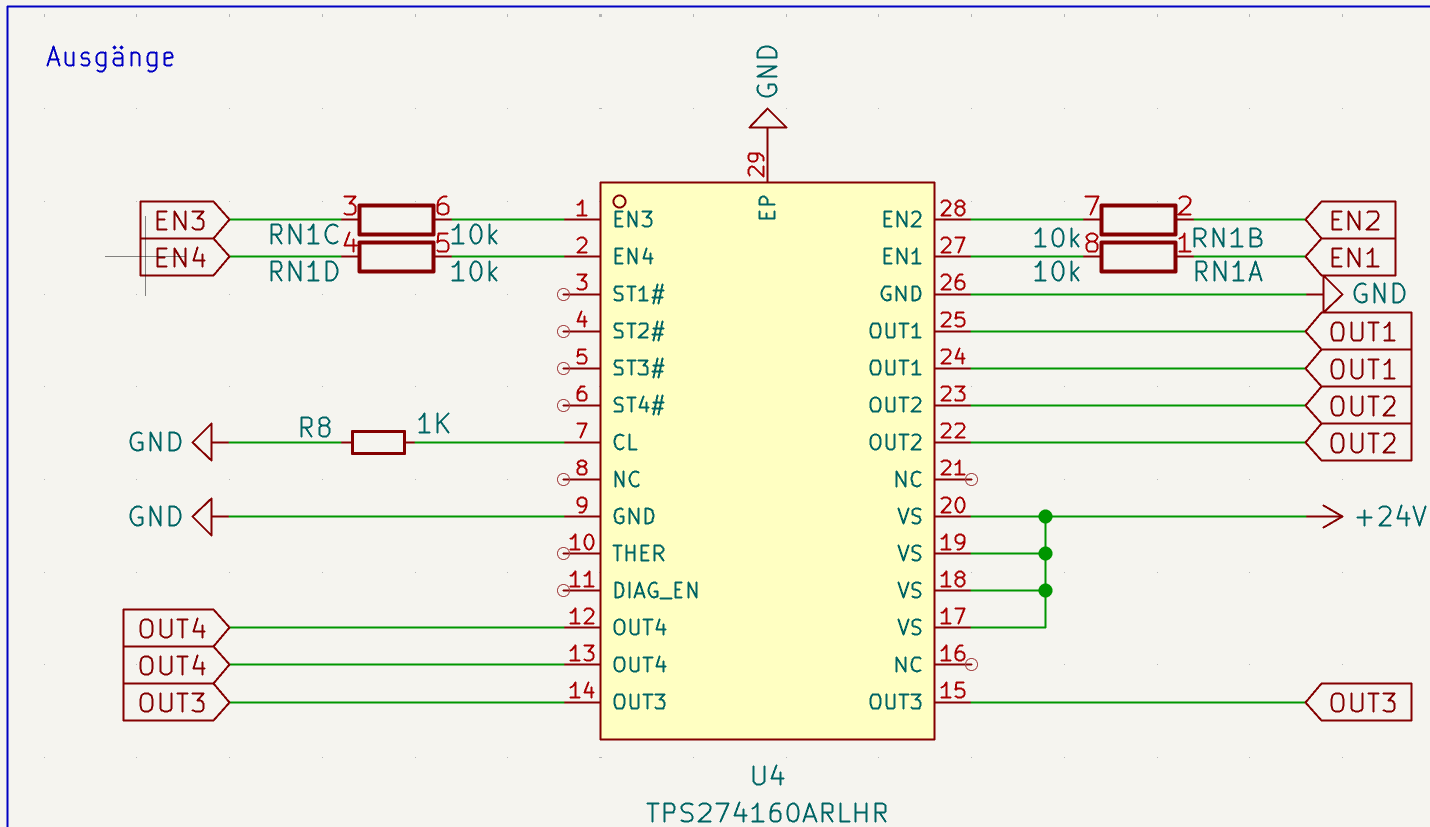 Ausgänge
GND
29
EP
EN3 3 6 1 EN3 EN2 28 7 2 EN2
RN1C 10k 10k RN1B
EN4 4 5 2 EN4 EN1 27 8 1 EN1
RN1D 10k 10k RN1A
3 ST1# GND 26 GND
4 ST2# OUT1 25 OUT1
5 ST3# OUT1 24 OUT1
6 ST4# OUT2 23 OUT2
GND R8 1K 7 CL OUT2 22 OUT2
8 NC NC 21
GND 9 GND VS 20 +24V
10 THER VS 19
11 DIAG_EN VS 18
OUT4 12 OUT4 VS 17
OUT4 13 OUT4 NC 16
OUT3 14 OUT3 OUT3 15 OUT3
U4
TPS274160ARLHR